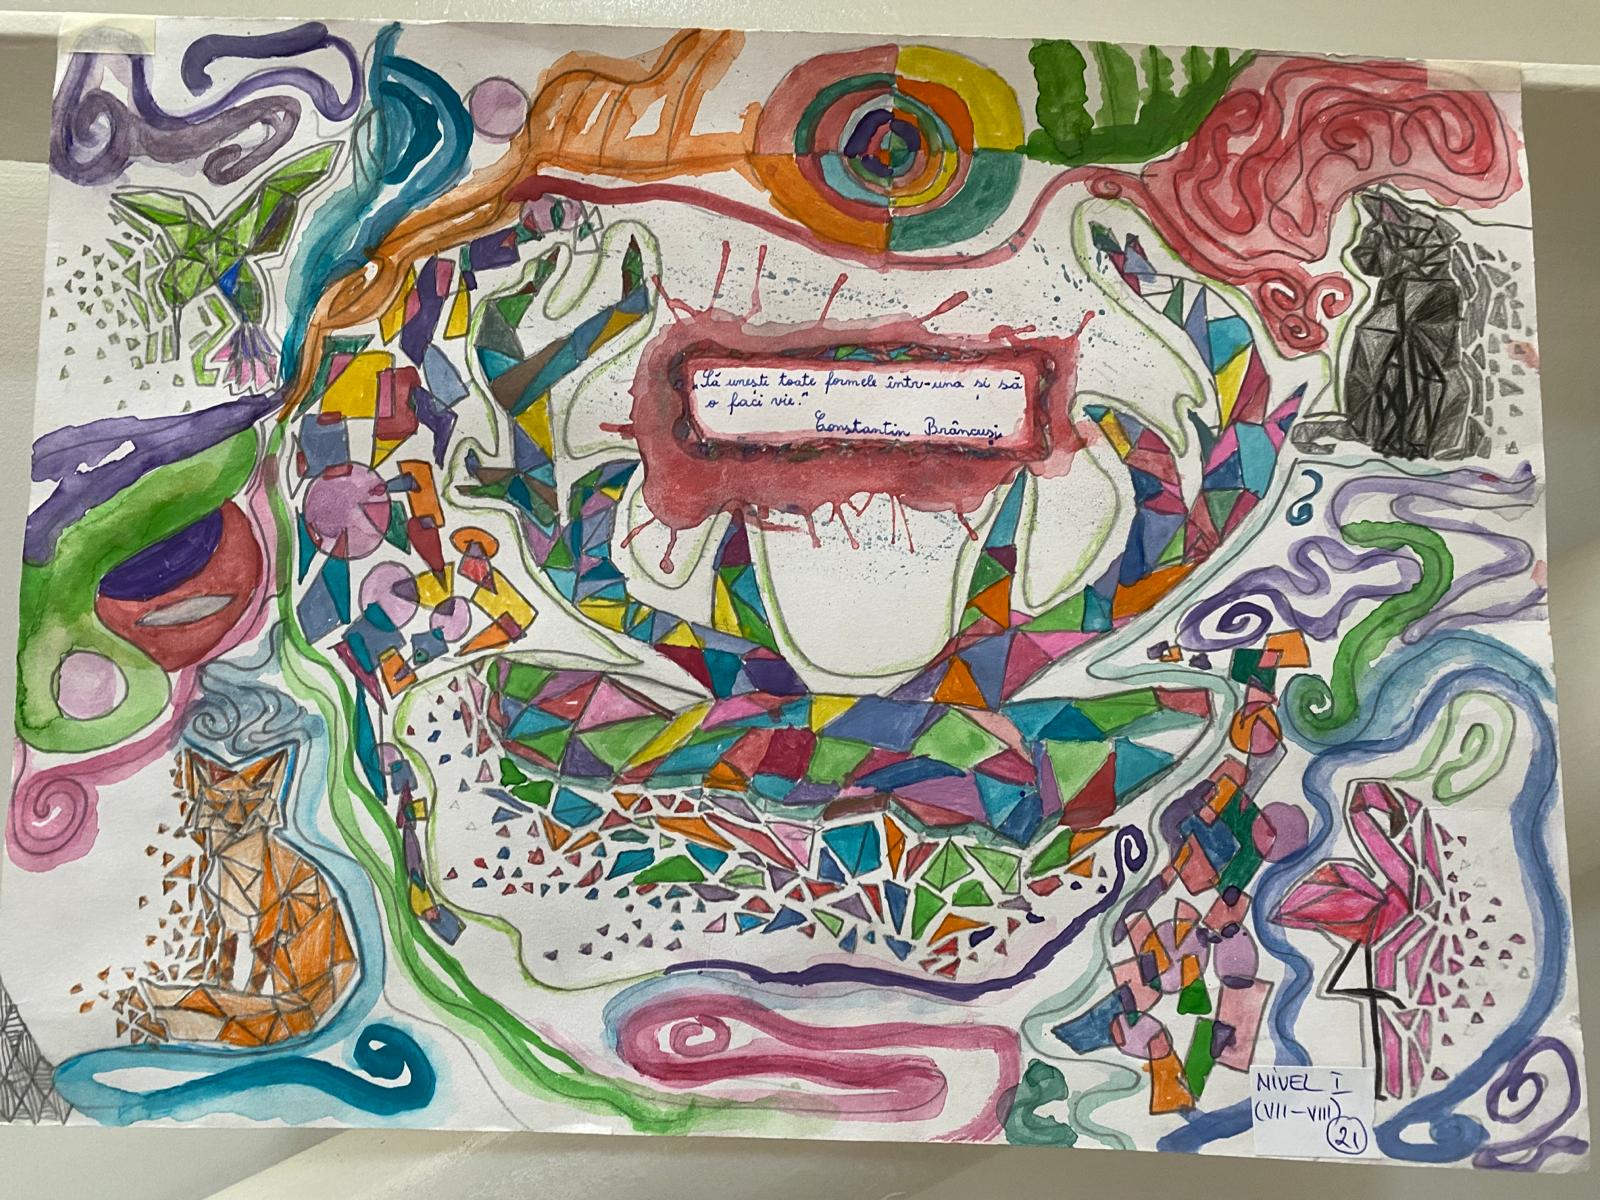 „Să unești toate formele într-una și să
o faci vie."
Constantin Brâncuși
NIVEL I
(VII-VIII)
21